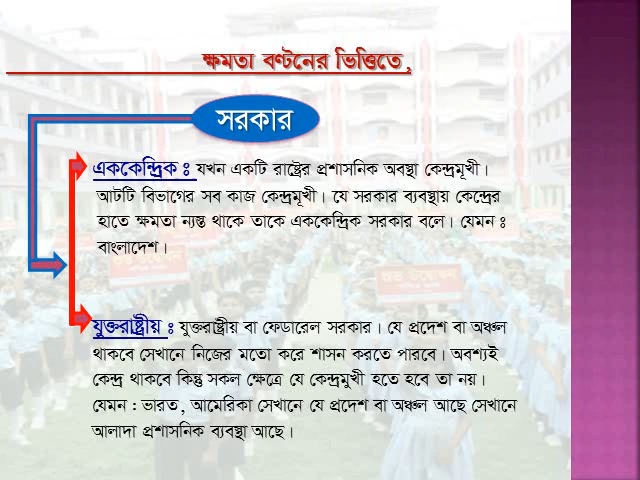 ক্ষমতা বণ্টনের ভিত্তিতে,
সরকার
এককেন্দ্রিক ঃ যখন একটি রাষ্ট্রের প্রশাসনিক অবস্থা কেন্দ্রমূখী।
আটটি বিভাগের সব কাজ কেন্দ্রমূখী। যে সরকার ব্যবস্থায় কেন্দ্রের
হাতে ক্ষমতা ন্যস্ত থাকে তাকে এককেন্দ্রিক সরকার বলে। যেমন ঃ
বাংলাদেশ।
যুক্তরাষ্ট্রীয় ঃ যুক্তরাষ্ট্রীয় বা ফেডারেল সরকার। যে প্রদেশ বা অঞ্চল
থাকবে সেখানে নিজের মতো করে শাসন করতে পারবে। অবশ্যই
কেন্দ্র থাকবে কিন্তু সকল ক্ষেত্রে যে কেন্দ্রমুখী হতে হবে তা নয়।
যেমন : ভারত, আমেরিকা সেখানে যে প্রদেশ বা অঞ্চল আছে সেখানে
আলাদা প্রশাসনিক ব্যবস্থা আছে।